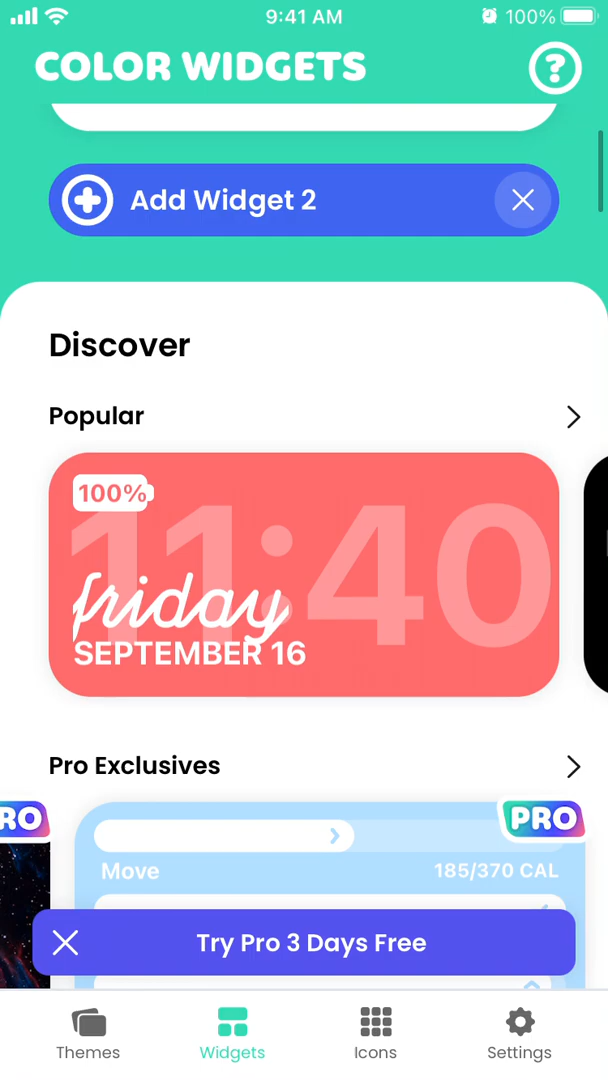 9:41 AM
100%
COLOR WIDGETS
?
Add Widget 2
Discover
Popular
100%
11:40
friday
SEPTEMBER 16
Pro Exclusives
RO
PRO
Move
185/370 CAL
Try Pro 3 Days Free
Themes
Widgets
Icons
Settings